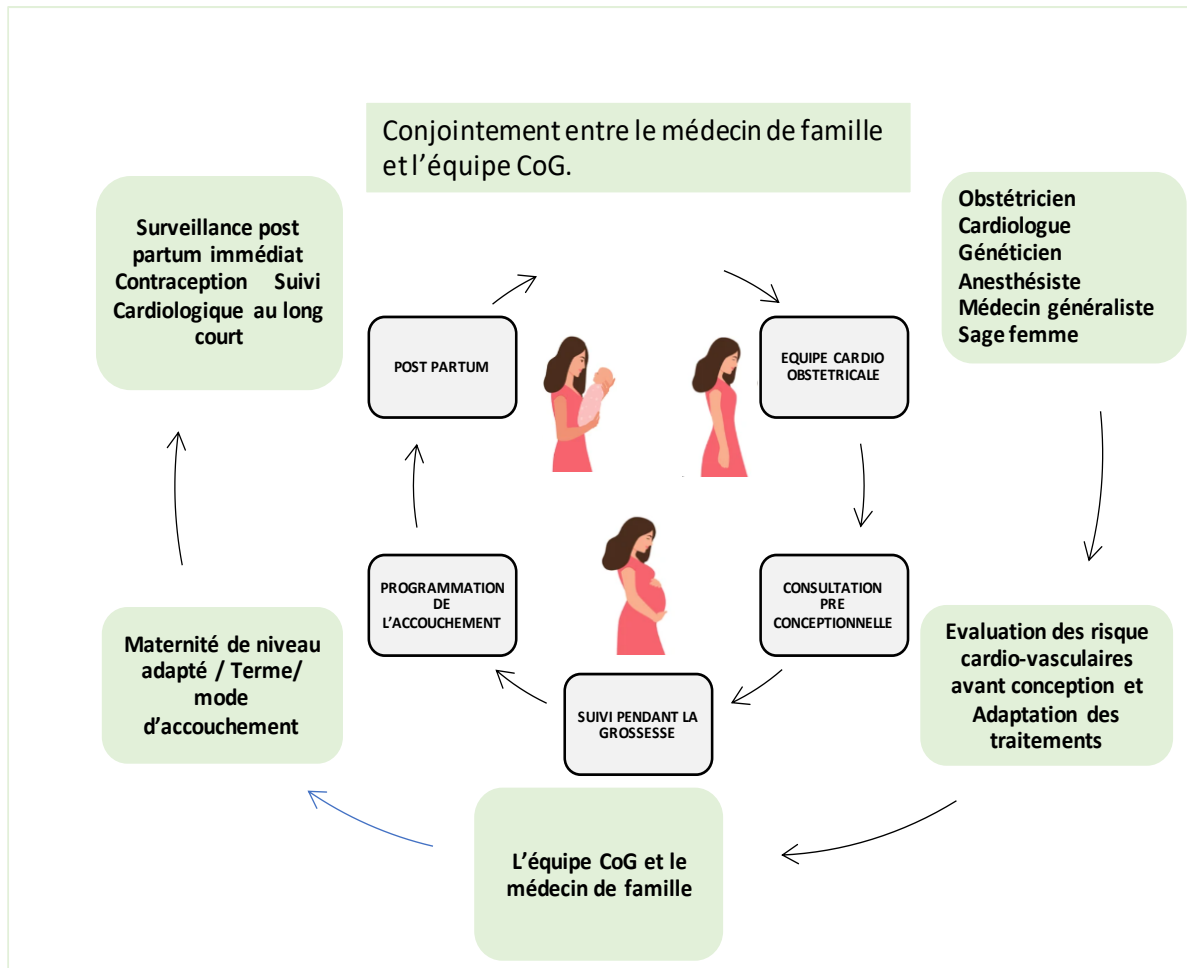 Conjointement entre le médecin de famille
et l'équipe CoG.
Surveillance post
partum immédiat
Contraception Suivi
Cardiologique au long
court
Obstétricien
Cardiologue
Généticien
Anesthésiste
Médecin généraliste
Sage femme
POST PARTUM
EQUIPE CARDIO
OBSTETRICALE
PROGRAMMATION
DE
L'ACCOUCHEMENT
CONSULTATION
PRE
CONCEPTIONNELLE
Maternité de niveau
adapté / Terme/
mode
d'accouchement
Evaluation des risque
cardio-vasculaires
avant conception et
Adaptation des
traitements
SUIVI PENDANT LA
GROSSESSE
L'équipe CoG et le
médecin de famille